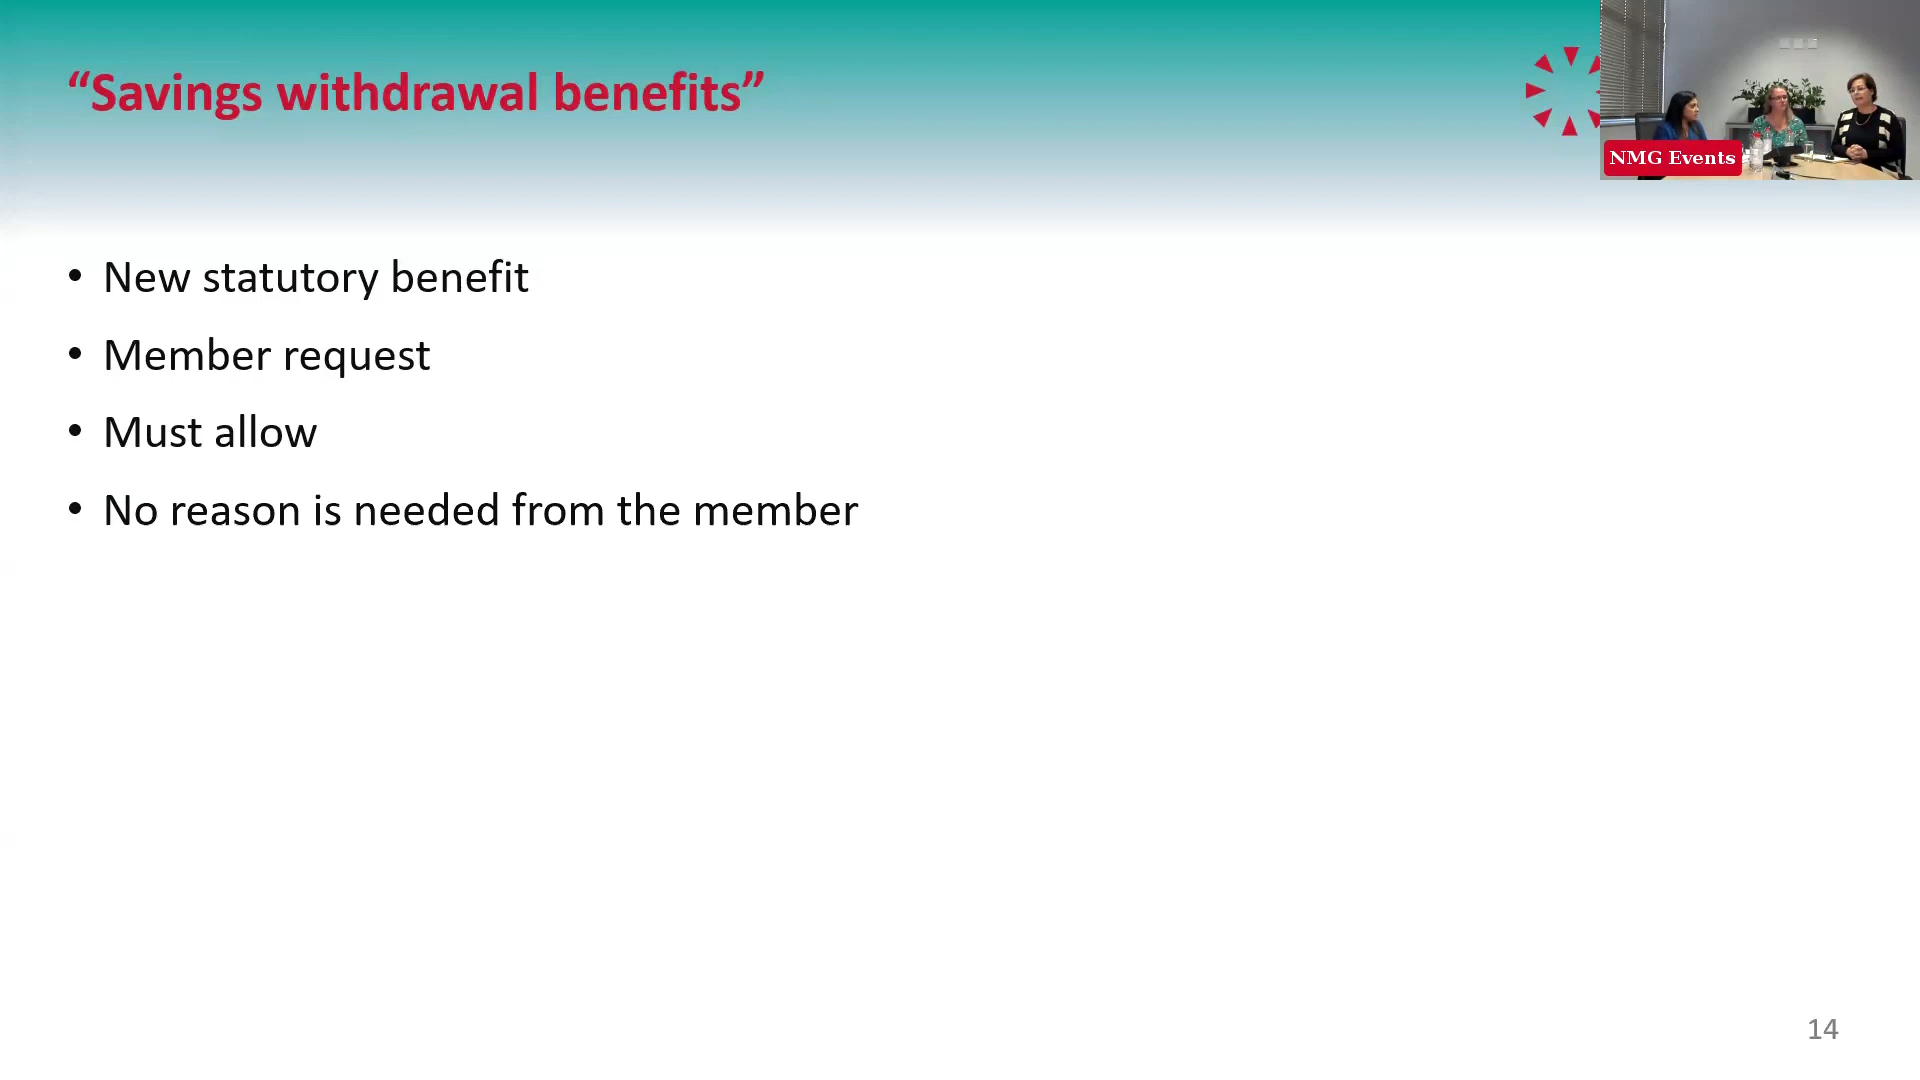 “Savings withdrawal benefits”
NMG Events
• New statutory benefit
• Member request
• Must allow
• No reason is needed from the member
14